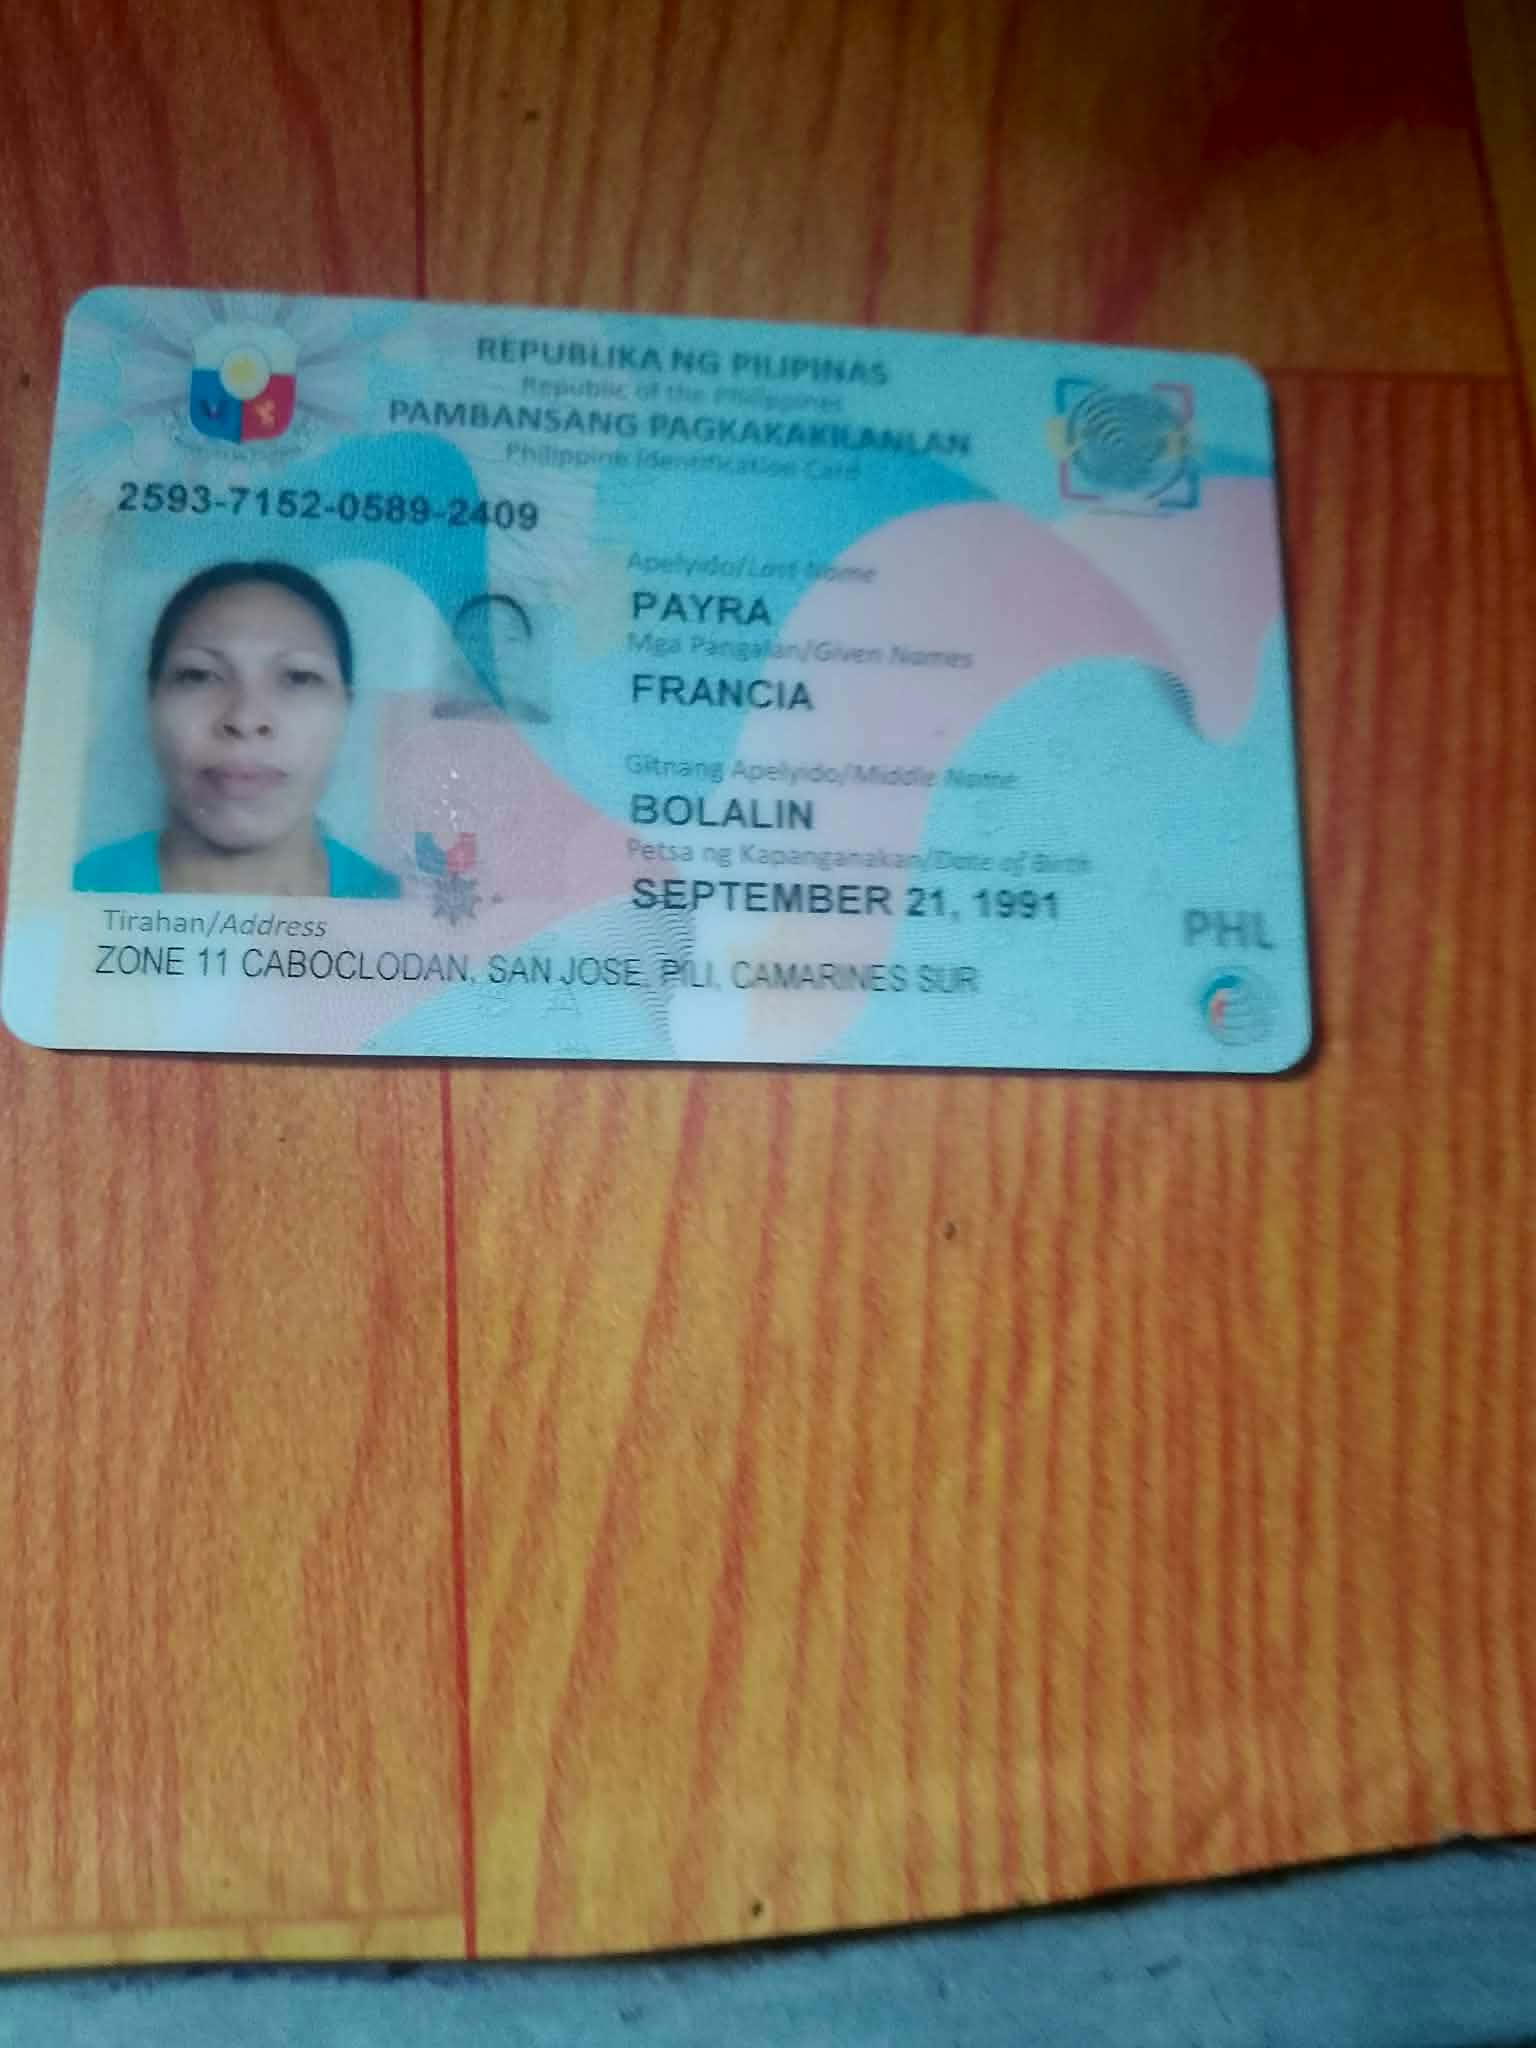 REPUBLIKA NG PILIPINAS
Republic of the Philippines
PAMBANSANG PAGKAKAKILANLAN
Philippine Identification Card
2593-7152-0589-2409
Apelyido/Last Name
PAYRA
Mga Pangalan/Given Names
FRANCIA
Gitnang Apelyido/Middle Name
BOLALIN
Petsa ng Kapanganakan/Date of Birth
SEPTEMBER 21, 1991
PHL
Tirahan/Address
ZONE 11 CABOCLODAN, SAN JOSE, PILI, CAMARINES SUR